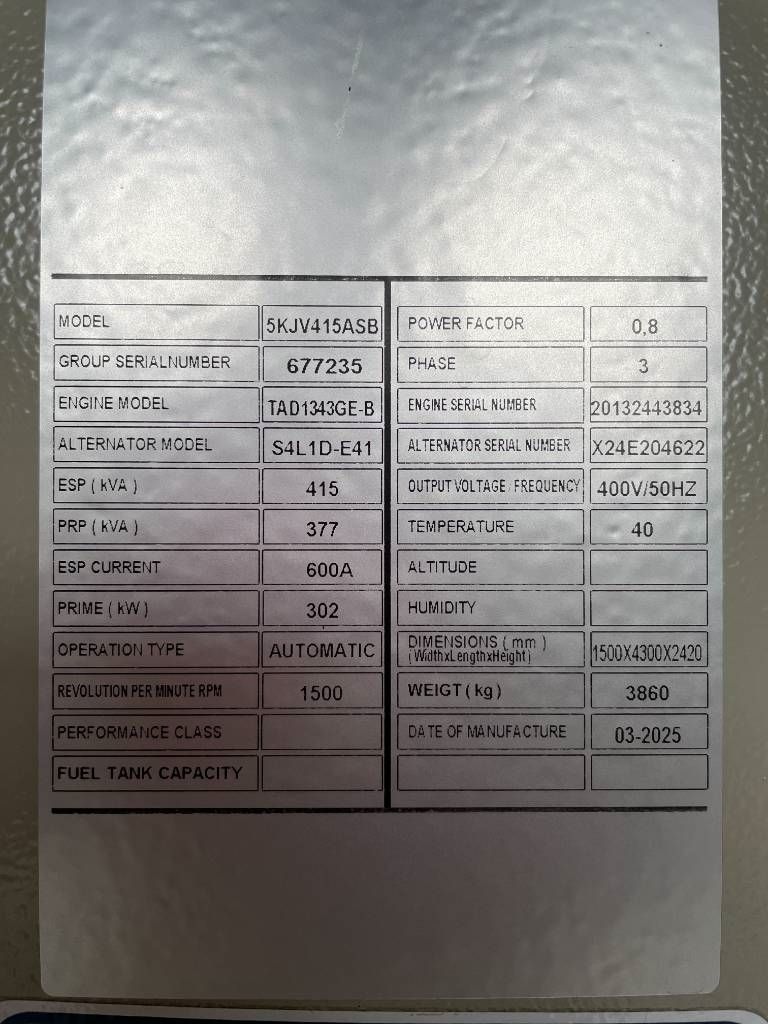 MODEL 5KJV415ASB POWER FACTOR 0,8
GROUP SERIALNUMBER 677235 PHASE 3
ENGINE MODEL TAD1343GE-B ENGINE SERIAL NUMBER 20132443834
ALTERNATOR MODEL S4L1D-E41 ALTERNATOR SERIAL NUMBER X24E204622
ESP ( kVA ) 415 OUTPUT VOLTAGE / FREQUENCY 400V/50HZ
PRP ( kVA ) 377 TEMPERATURE 40
ESP CURRENT 600A ALTITUDE
PRIME ( kW ) 302 HUMIDITY
OPERATION TYPE AUTOMATIC DIMENSIONS ( mm )
(WidthxLengthxHeight) 1500X4300X2420
REVOLUTION PER MINUTE RPM 1500 WEIGT ( kg ) 3860
PERFORMANCE CLASS DATE OF MANUFACTURE 03-2025
FUEL TANK CAPACITY